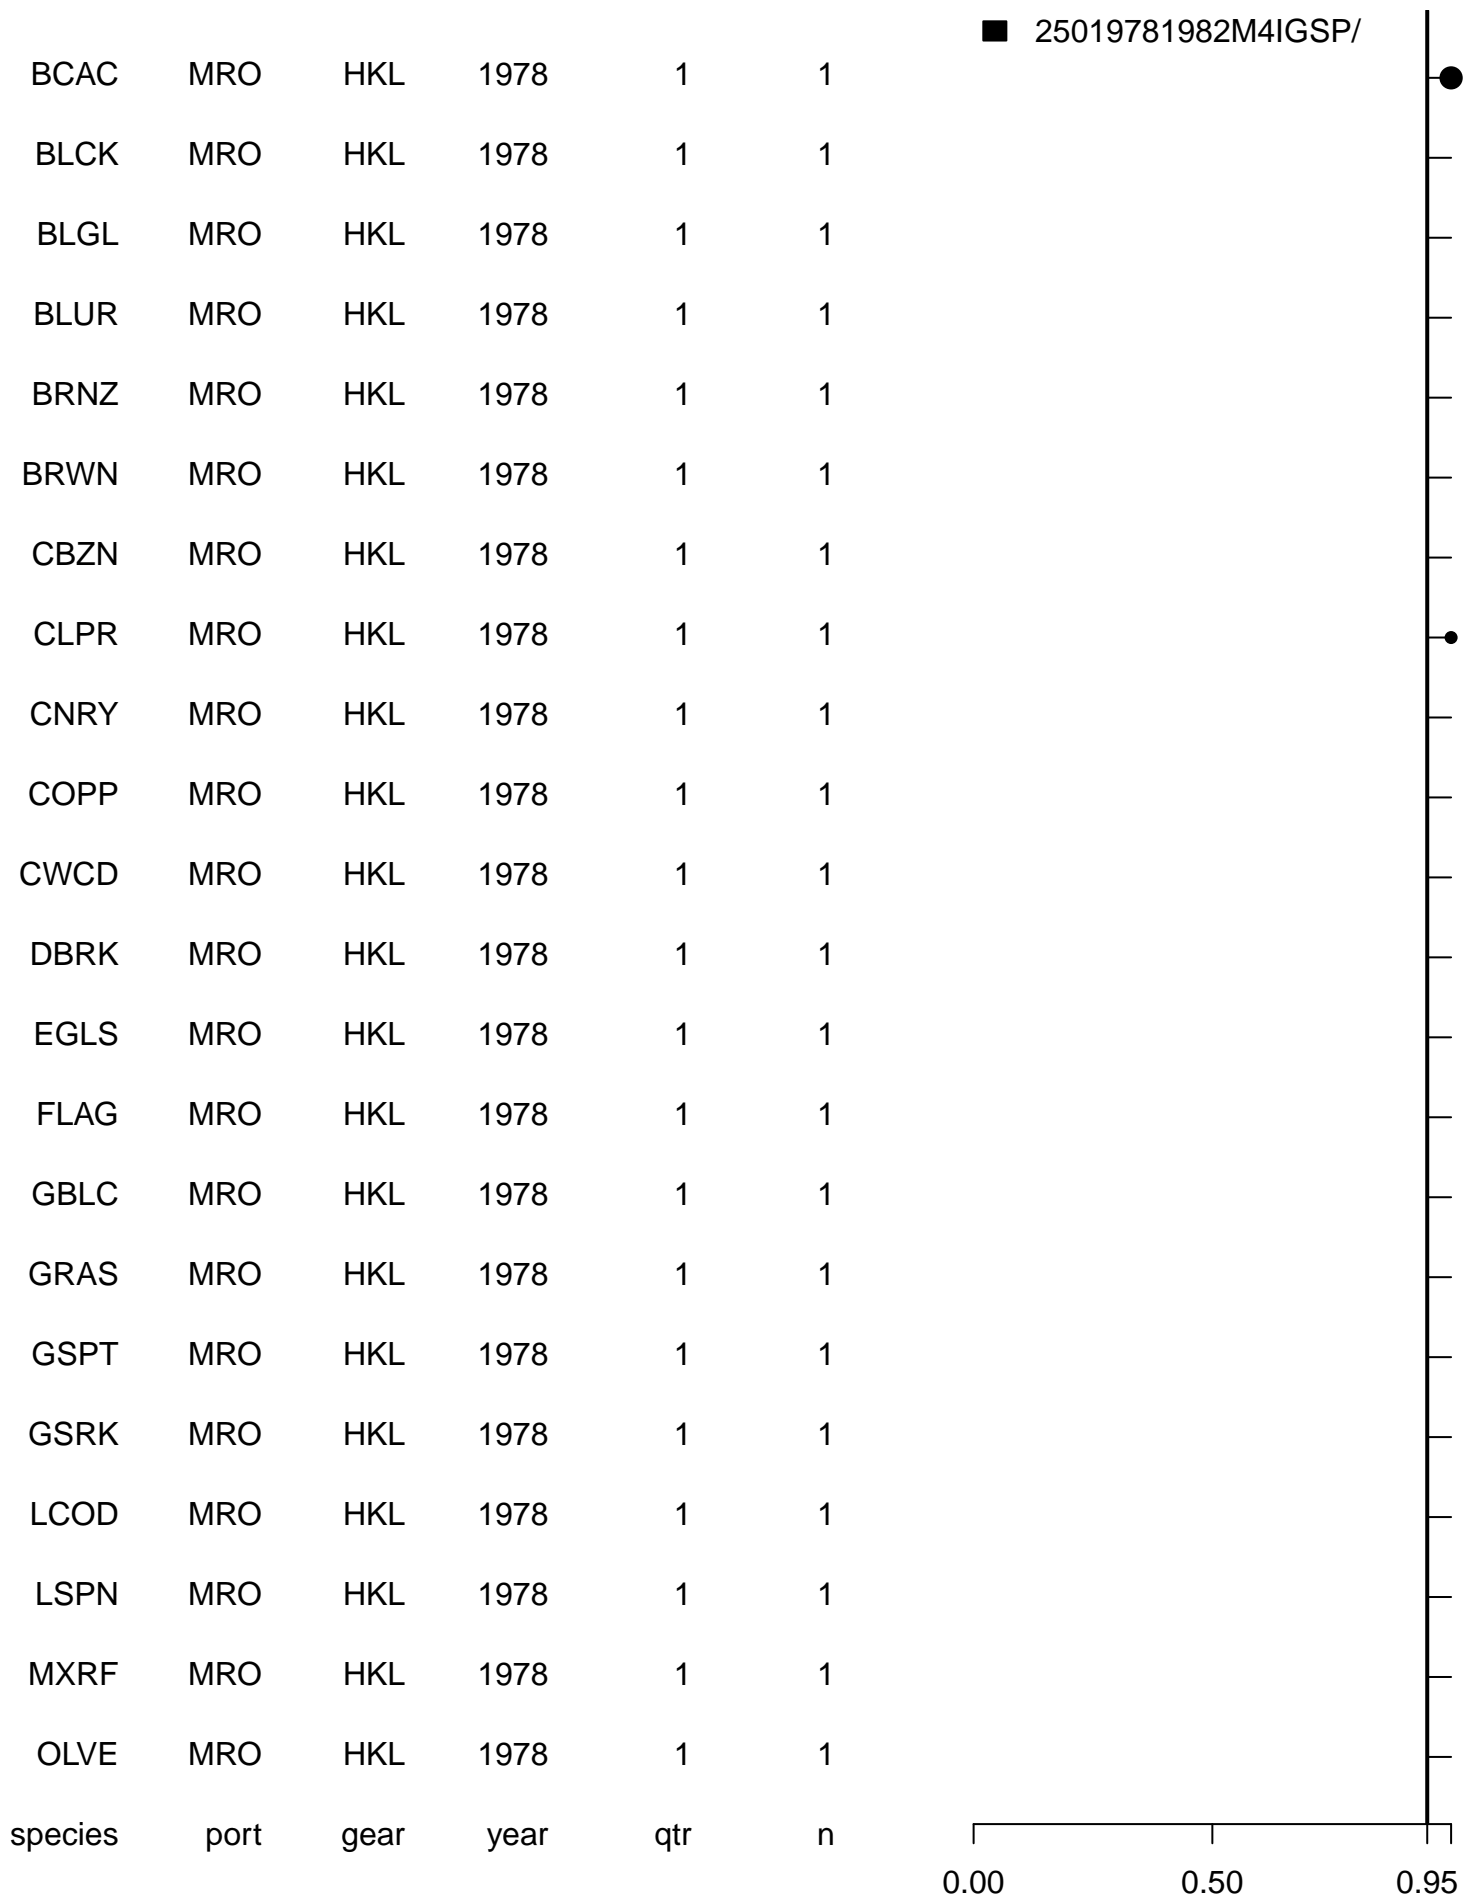 25019781982M4IGSP/
BCAC MRO HKL 1978 1 1
BLCK MRO HKL 1978 1 1
BLGL MRO HKL 1978 1 1
BLUR MRO HKL 1978 1 1
BRNZ MRO HKL 1978 1 1
BRWN MRO HKL 1978 1 1
CBZN MRO HKL 1978 1 1
CLPR MRO HKL 1978 1 1
CNRY MRO HKL 1978 1 1
COPP MRO HKL 1978 1 1
CWCD MRO HKL 1978 1 1
DBRK MRO HKL 1978 1 1
EGLS MRO HKL 1978 1 1
FLAG MRO HKL 1978 1 1
GBLC MRO HKL 1978 1 1
GRAS MRO HKL 1978 1 1
GSPT MRO HKL 1978 1 1
GSRK MRO HKL 1978 1 1
LCOD MRO HKL 1978 1 1
LSPN MRO HKL 1978 1 1
MXRF MRO HKL 1978 1 1
OLVE MRO HKL 1978 1 1
species port gear year qtr n
0.00 0.50 0.95